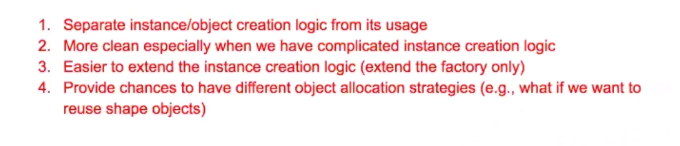 1. Separate instance/object creation logic from its usage
2. More clean especially when we have complicated instance creation logic
3. Easier to extend the instance creation logic (extend the factory only)
4. Provide chances to have different object allocation strategies (e.g., what if we want to
reuse shape objects)